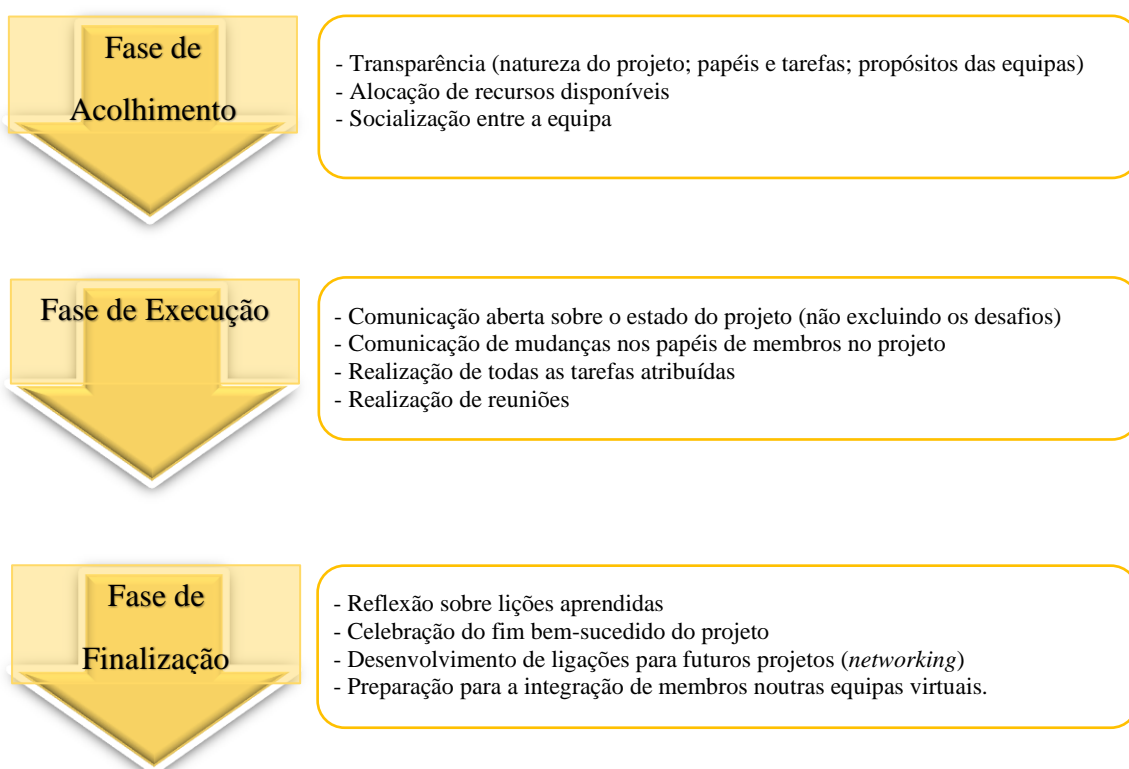 Fase de
Acolhimento
- Transparência (natureza do projeto; papéis e tarefas; propósitos das equipas)
- Alocação de recursos disponíveis
- Socialização entre a equipa
Fase de Execução
- Comunicação aberta sobre o estado do projeto (não excluindo os desafios)
- Comunicação de mudanças nos papéis de membros no projeto
- Realização de todas as tarefas atribuídas
- Realização de reuniões
Fase de
Finalização
- Reflexão sobre lições aprendidas
- Celebração do fim bem-sucedido do projeto
- Desenvolvimento de ligações para futuros projetos (networking)
- Preparação para a integração de membros noutras equipas virtuais.